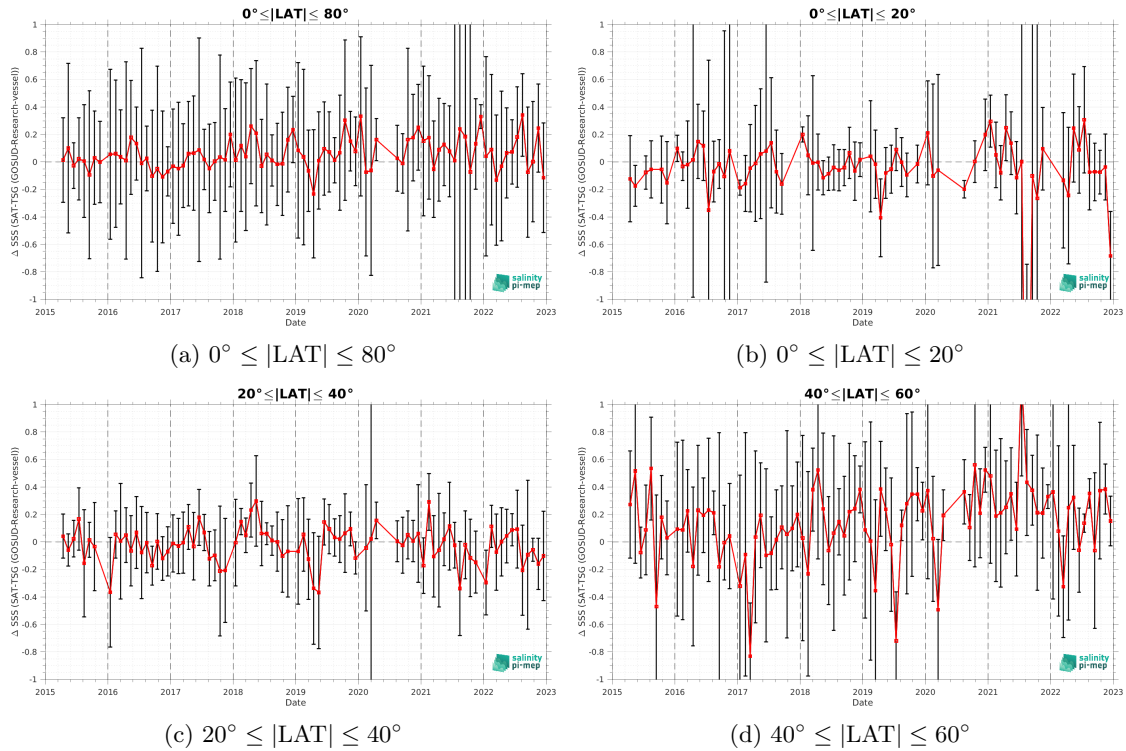 0°≤|LAT|≤ 80°
Δ SSS (SAT-TSG (GOSUD-Research-vessel))
1
0.8
0.6
0.4
0.2
0
-0.2
-0.4
-0.6
-0.8
-1
salinity
pi-mep
2015 2016 2017 2018 2019 2020 2021 2022 2023
Date
(a) 0° ≤ |LAT| ≤ 80°
0°≤|LAT|≤ 20°
Δ SSS (SAT-TSG (GOSUD-Research-vessel))
1
0.8
0.6
0.4
0.2
0
-0.2
-0.4
-0.6
-0.8
-1
salinity
pi-mep
2015 2016 2017 2018 2019 2020 2021 2022 2023
Date
(b) 0° ≤ |LAT| ≤ 20°
20°≤|LAT|≤ 40°
Δ SSS (SAT-TSG (GOSUD-Research-vessel))
1
0.8
0.6
0.4
0.2
0
-0.2
-0.4
-0.6
-0.8
-1
salinity
pi-mep
2015 2016 2017 2018 2019 2020 2021 2022 2023
Date
(c) 20° ≤ |LAT| ≤ 40°
40°≤|LAT|≤ 60°
Δ SSS (SAT-TSG (GOSUD-Research-vessel))
1
0.8
0.6
0.4
0.2
0
-0.2
-0.4
-0.6
-0.8
-1
salinity
pi-mep
2015 2016 2017 2018 2019 2020 2021 2022 2023
Date
(d) 40° ≤ |LAT| ≤ 60°